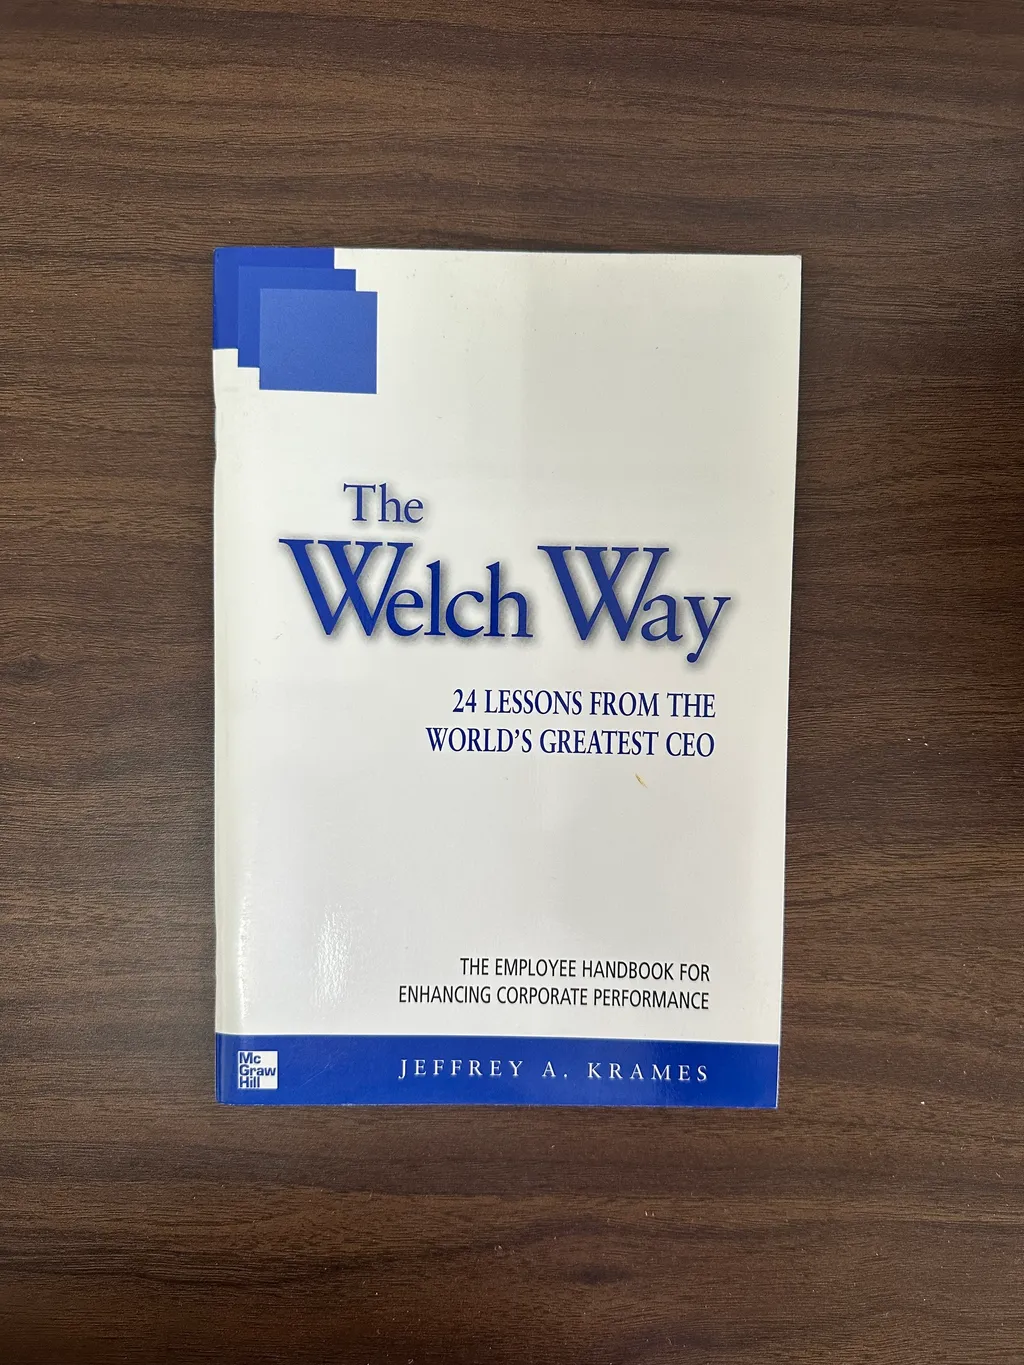 The
Welch Way
24 LESSONS FROM THE
WORLD'S GREATEST CEO
THE EMPLOYEE HANDBOOK FOR
ENHANCING CORPORATE PERFORMANCE
Mc
Graw
Hill
JEFFREY A. KRAMES